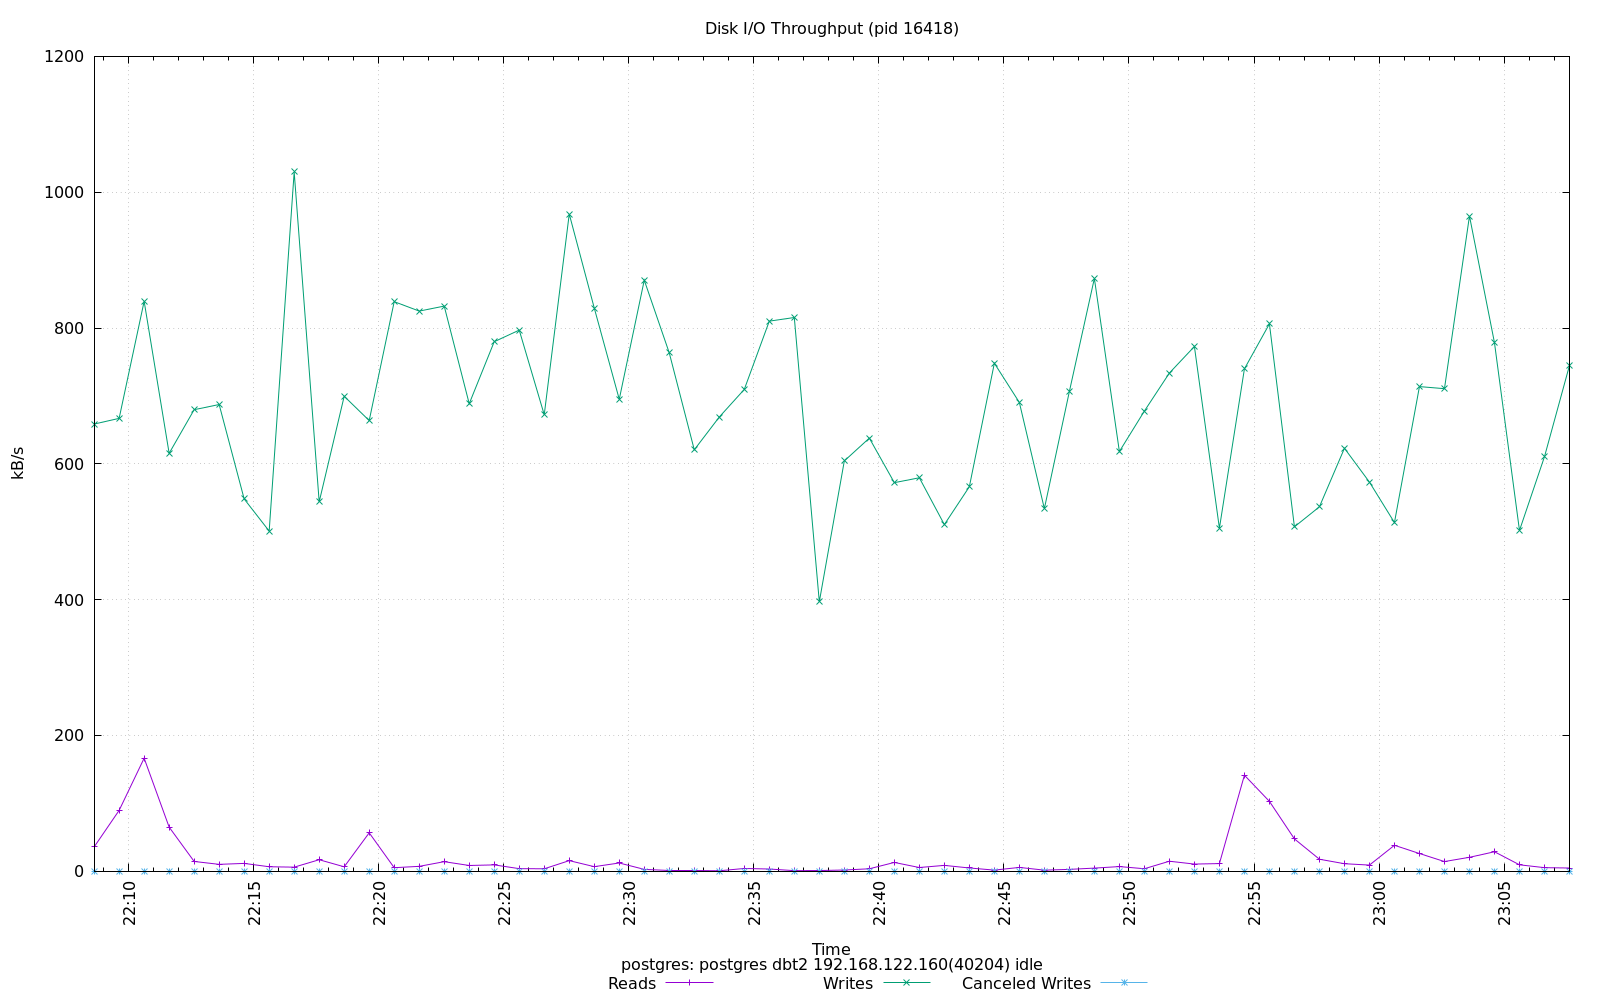 Disk I/O Throughput (pid 16418)
1200
1000
800
600
400
200
0
kB/s
22:10 22:15 22:20 22:25 22:30 22:35 22:40 22:45 22:50 22:55 23:00 23:05
Time
postgres: postgres dbt2 192.168.122.160(40204) idle
Reads Writes Canceled Writes